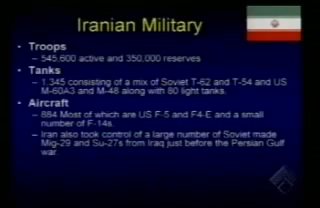 Iranian Military
• Troops
– 545,600 active and 350,000 reserves
• Tanks
– 1,345 consisting of a mix of Soviet T-62 and T-54 and US
M-60A3 and M-48 along with 80 light tanks.
• Aircraft
– 884 Most of which are US F-5 and F4-E and a small
number of F-14s.
– Iran also took control of a large number of Soviet made
Mig-29 and Su-27s from Iraq just before the Persian Gulf
war.